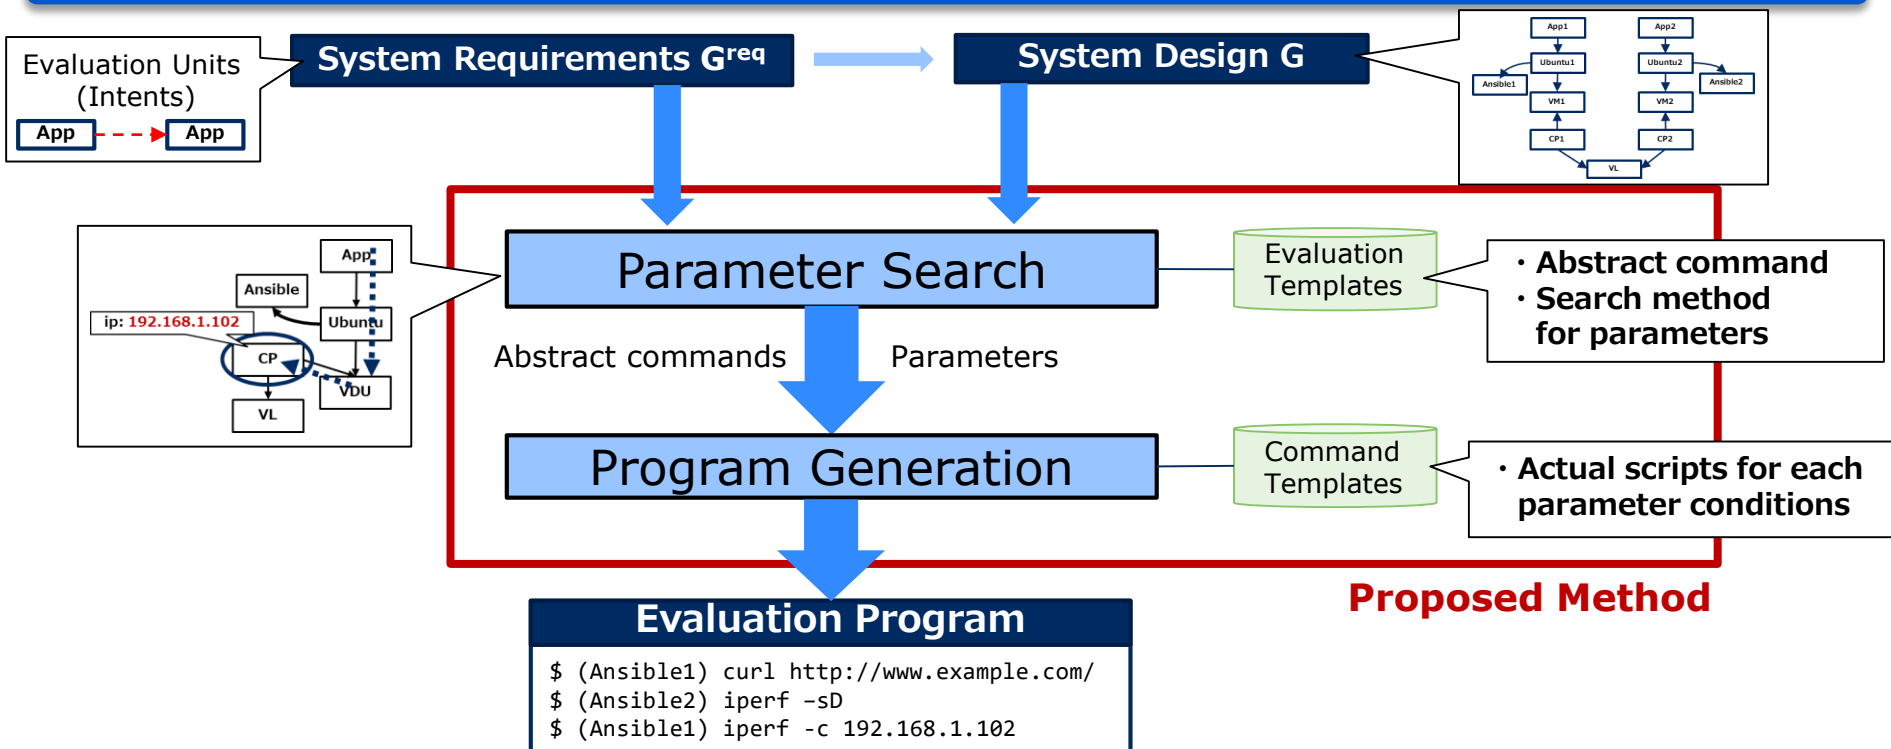 Evaluation Units
(Intents)
App
App
System Requirements G^req
System Design G
App1
App2
Ubuntu1
Ubuntu2
Ansible1
Ansible2
VM1
VM2
CP1
CP2
VL
App
Ansible
ip: 192.168.1.102
Ubuntu
CP
VDU
VL
Parameter Search
Evaluation
Templates
・Abstract command
・Search method
for parameters
Abstract commands
Parameters
Program Generation
Command
Templates
・Actual scripts for each
parameter conditions
Proposed Method
Evaluation Program
$ (Ansible1) curl http://www.example.com/
$ (Ansible2) iperf –sD
$ (Ansible1) iperf -c 192.168.1.102